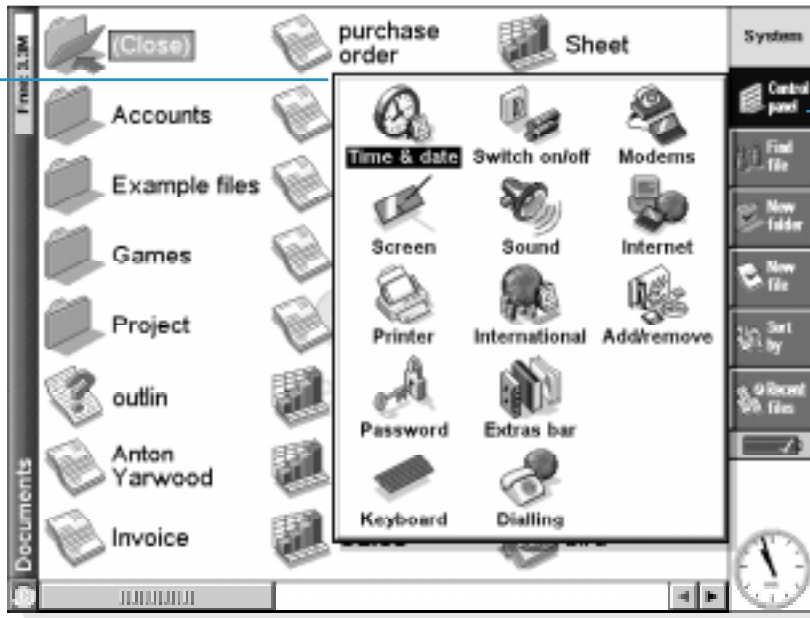 Free: 3.3M
Documents
(Close)
Accounts
Example files
Games
Project
outlin
Anton
Yarwood
Invoice
purchase
order
Sheet
Time & date
Switch on/off
Modems
Screen
Sound
Internet
Printer
International
Add/remove
Password
Extras bar
Keyboard
Dialling
System
Control
panel
Find
file
New
folder
New
file
Sort
by
Recent
files